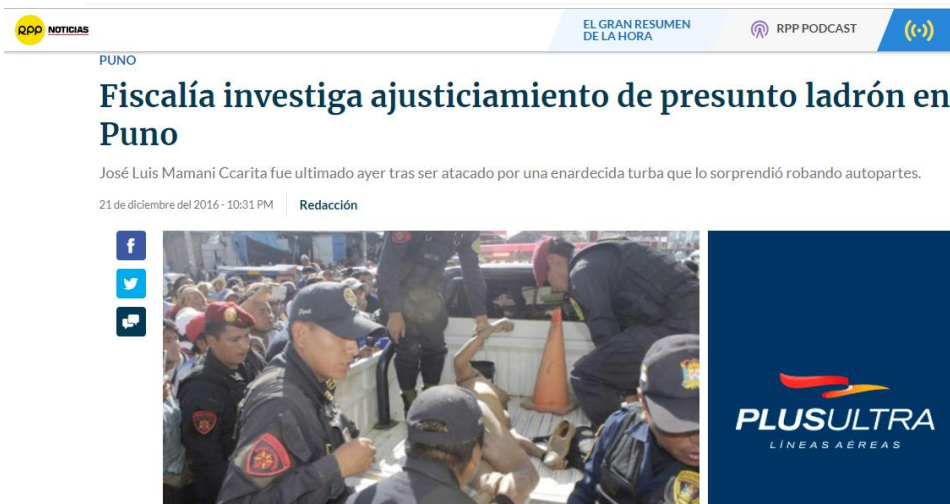 RPP NOTICIAS
EL GRAN RESUMEN
DE LA HORA
RPP PODCAST
PUNO
Fiscalía investiga ajusticiamiento de presunto ladrón en
Puno
José Luis Mamani Ccarita fue ultimado ayer tras ser atacado por una enardecida turba que lo sorprendió robando autopartes.
21 de diciembre del 2016 - 10:31 PM
Redacción
PLUSULTRA
LÍNEAS AÉREAS